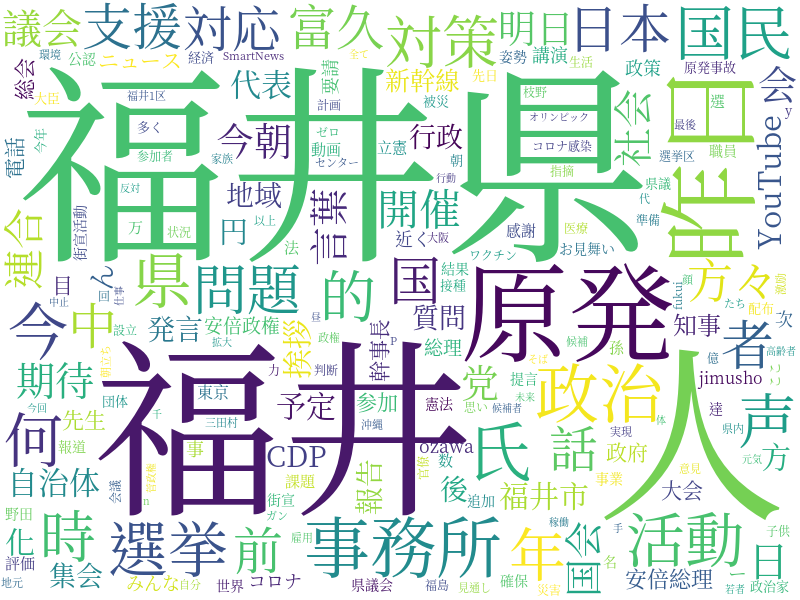 議会
支援
対応
富久
対策
明日
日本
国民
福井県
環境
公認
ニュース
経済
SmartNews
総会
大臣
福井1区
代表
要請
新幹線
姿勢
講演
先日
政策
原発事故
生活
全て
計画
被災
枝野
選
会
y
電話
今年
多く
ゼロ
動画
オリンピック
コロナ感染
最後
社会
昨日
YouTube
参加者
家族
センター
立憲
朝
指摘
選挙区
職員
今朝
行政
行動
県議
代
準備
連合
街宣活動
反対
状況
以上
地域
円
言葉
開催
感謝
医療
万
法
近く
大阪
ワクチン
お見舞い
目
ん
回
仕事
中止
県
問題
的
国
結果
接種
原発
方々
顔
たち
配布
fukui
今
中
設立
発言
安倍政権
挨拶
政権
昼
幹事長
P
質問
候補
知事
者
次
億
高齢者
拡大
力
判断
総理
孫
期待
福井
人
東京
予定
参加
憲法
党
提言
思い
候補者
未来
政治
jimusho
達
体
声
今回
先生
団体
千
三田村
沖縄
何
報道
事
CDP
ozawa
氏
話
実現
県内
政府
方
元気
自治体
会議
n
課題
報告
官僚
数
後
追加
事業
意見
大会
野田
時
選挙
前
事務所
街宣
ガン
雇用
福井市
年
稼働
手
国会
活動
子供
日
化
評価
地元
集会
みんな
自分
世界
コロナ
県議会
福島
見通し
確保
災害
名
安倍総理
ー
政治家
若者